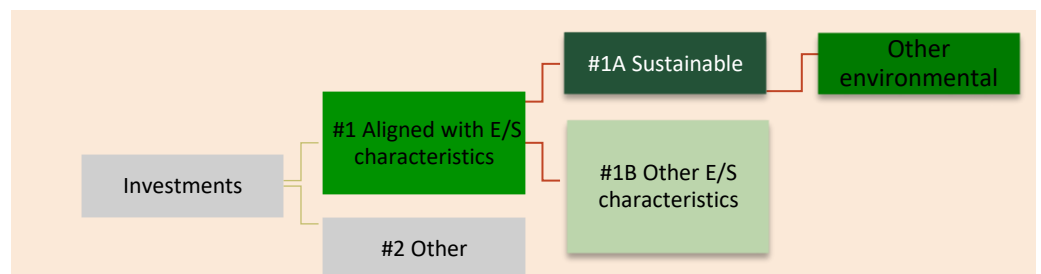 Investments
#1 Aligned with E/S
characteristics
#2 Other
#1A Sustainable
#1B Other E/S
characteristics
Other
environmental